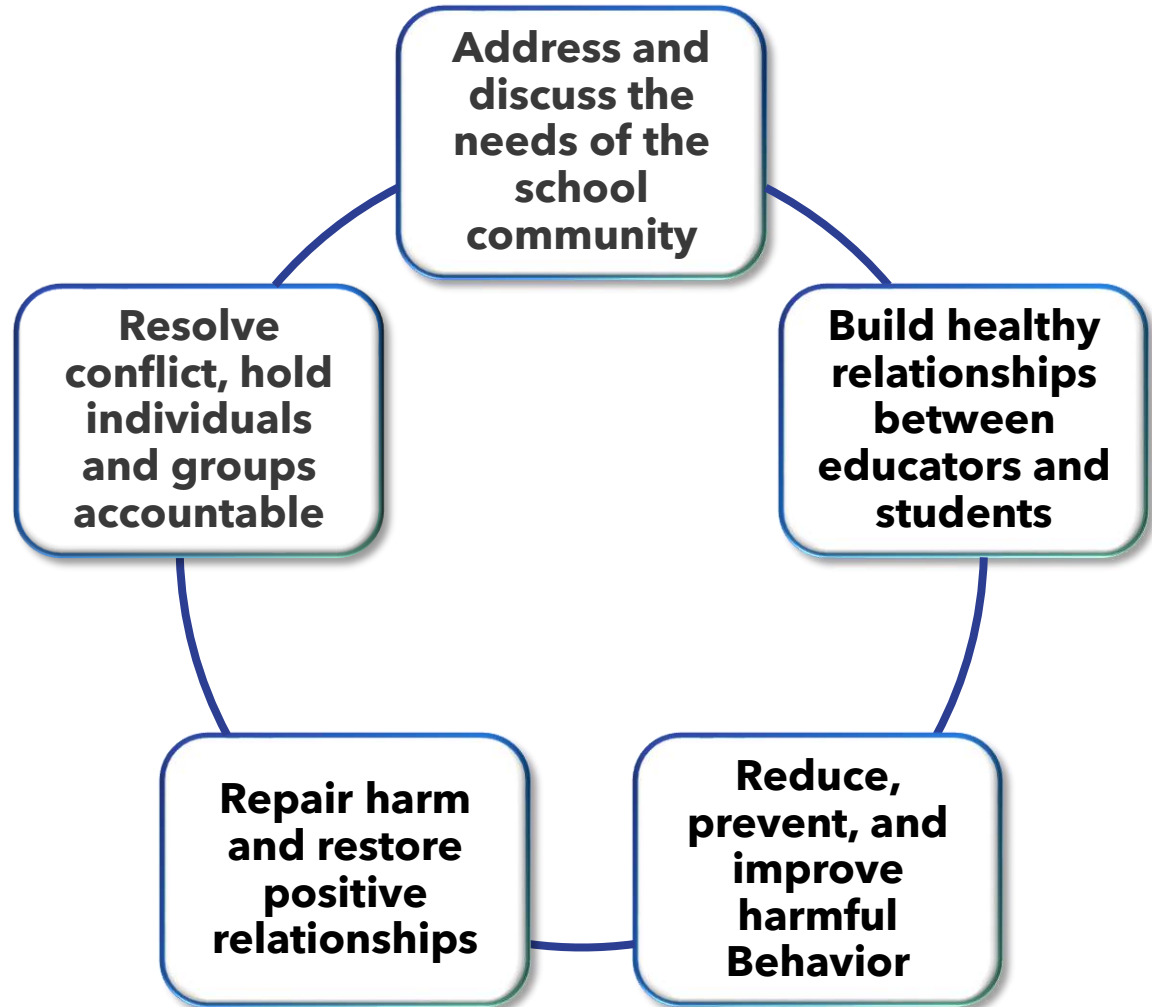 Address and
discuss the
needs of the
school
community
Build healthy
relationships
between
educators and
students
Reduce,
prevent, and
improve
harmful
Behavior
Repair harm
and restore
positive
relationships
Resolve
conflict, hold
individuals
and groups
accountable